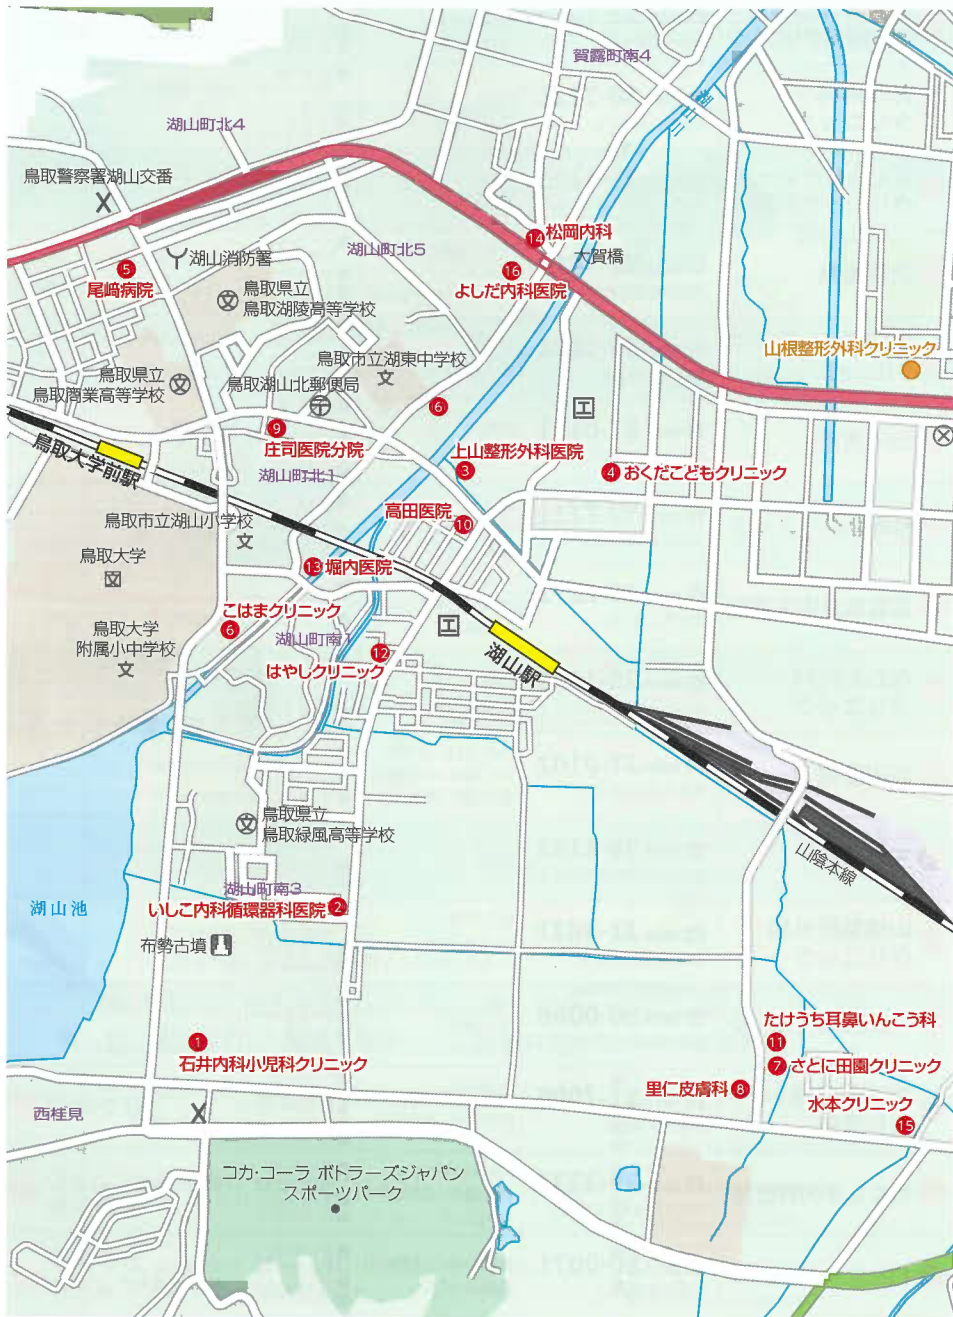 賀露町南4
湖山町北4
鳥取警察署湖山交番
湖山川
14 松岡内科
大賀橋
湖山消防署
湖山町北5
5
尾﨑病院
16
よしだ内科医院
鳥取県立
鳥取湖陵高等学校
山根整形外科クリニック
鳥取市立湖東中学校
文
鳥取県立
鳥取商業高等学校
文
鳥取湖山北郵便局
文
6
工
9
庄司医院分院
鳥取大学前駅
湖山町北1
上山整形外科医院
3
4 おくだこどもクリニック
高田医院
10
鳥取市立湖山小学校
文
鳥取大学
文
13 堀内医院
こはまクリニック
6
鳥取大学
附属小中学校
文
湖山町南1
工
湖山駅
12
はやしクリニック
文
鳥取県立
鳥取緑風高等学校
山陰本線
湖山町南3
湖山池
いしこ内科循環器科医院 2
布勢古墳
たけうち耳鼻いんこう科
11
1
石井内科小児科クリニック
7 さとに田園クリニック
里仁皮膚科 8
水本クリニック
15
西桂見
コカ・コーラ ボトラーズジャパン
スポーツパーク